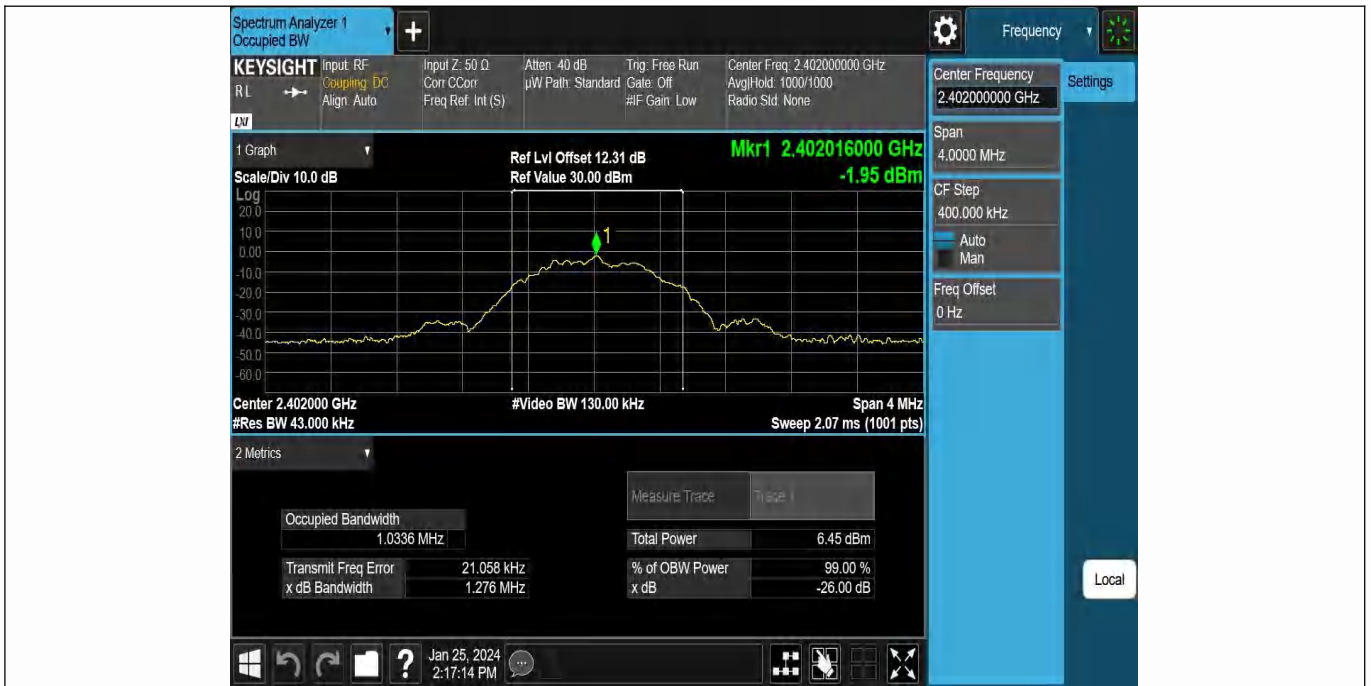 Spectrum Analyzer 1
Occupied BW
Frequency
KEYSIGHT
RL
LXI
Input: RF
Coupling: DC
Align: Auto
Input Z: 50 Ω
Corr CCorr
Freq Ref: Int (S)
Atten: 40 dB
µW Path: Standard
Trig: Free Run
Gate: Off
#IF Gain: Low
Center Freq: 2.402000000 GHz
Avg|Hold: 1000/1000
Radio Std: None
Center Frequency
2.402000000 GHz
Settings
Span
4.0000 MHz
CF Step
400.000 kHz
Auto
Man
Freq Offset
0 Hz
1 Graph
Scale/Div 10.0 dB
Ref Lvl Offset 12.31 dB
Ref Value 30.00 dBm
Mkr1 2.402016000 GHz
-1.95 dBm
Log
20.0
10.0
0.00
-10.0
-20.0
-30.0
-40.0
-50.0
-60.0
1
Center 2.402000 GHz
#Res BW 43.000 kHz
#Video BW 130.00 kHz
Span 4 MHz
Sweep 2.07 ms (1001 pts)
2 Metrics
Measure Trace
Trace 1
Occupied Bandwidth
1.0336 MHz
Total Power
6.45 dBm
Transmit Freq Error
21.058 kHz
% of OBW Power
99.00 %
x dB Bandwidth
1.276 MHz
x dB
-26.00 dB
Local
?
Jan 25, 2024
2:17:14 PM